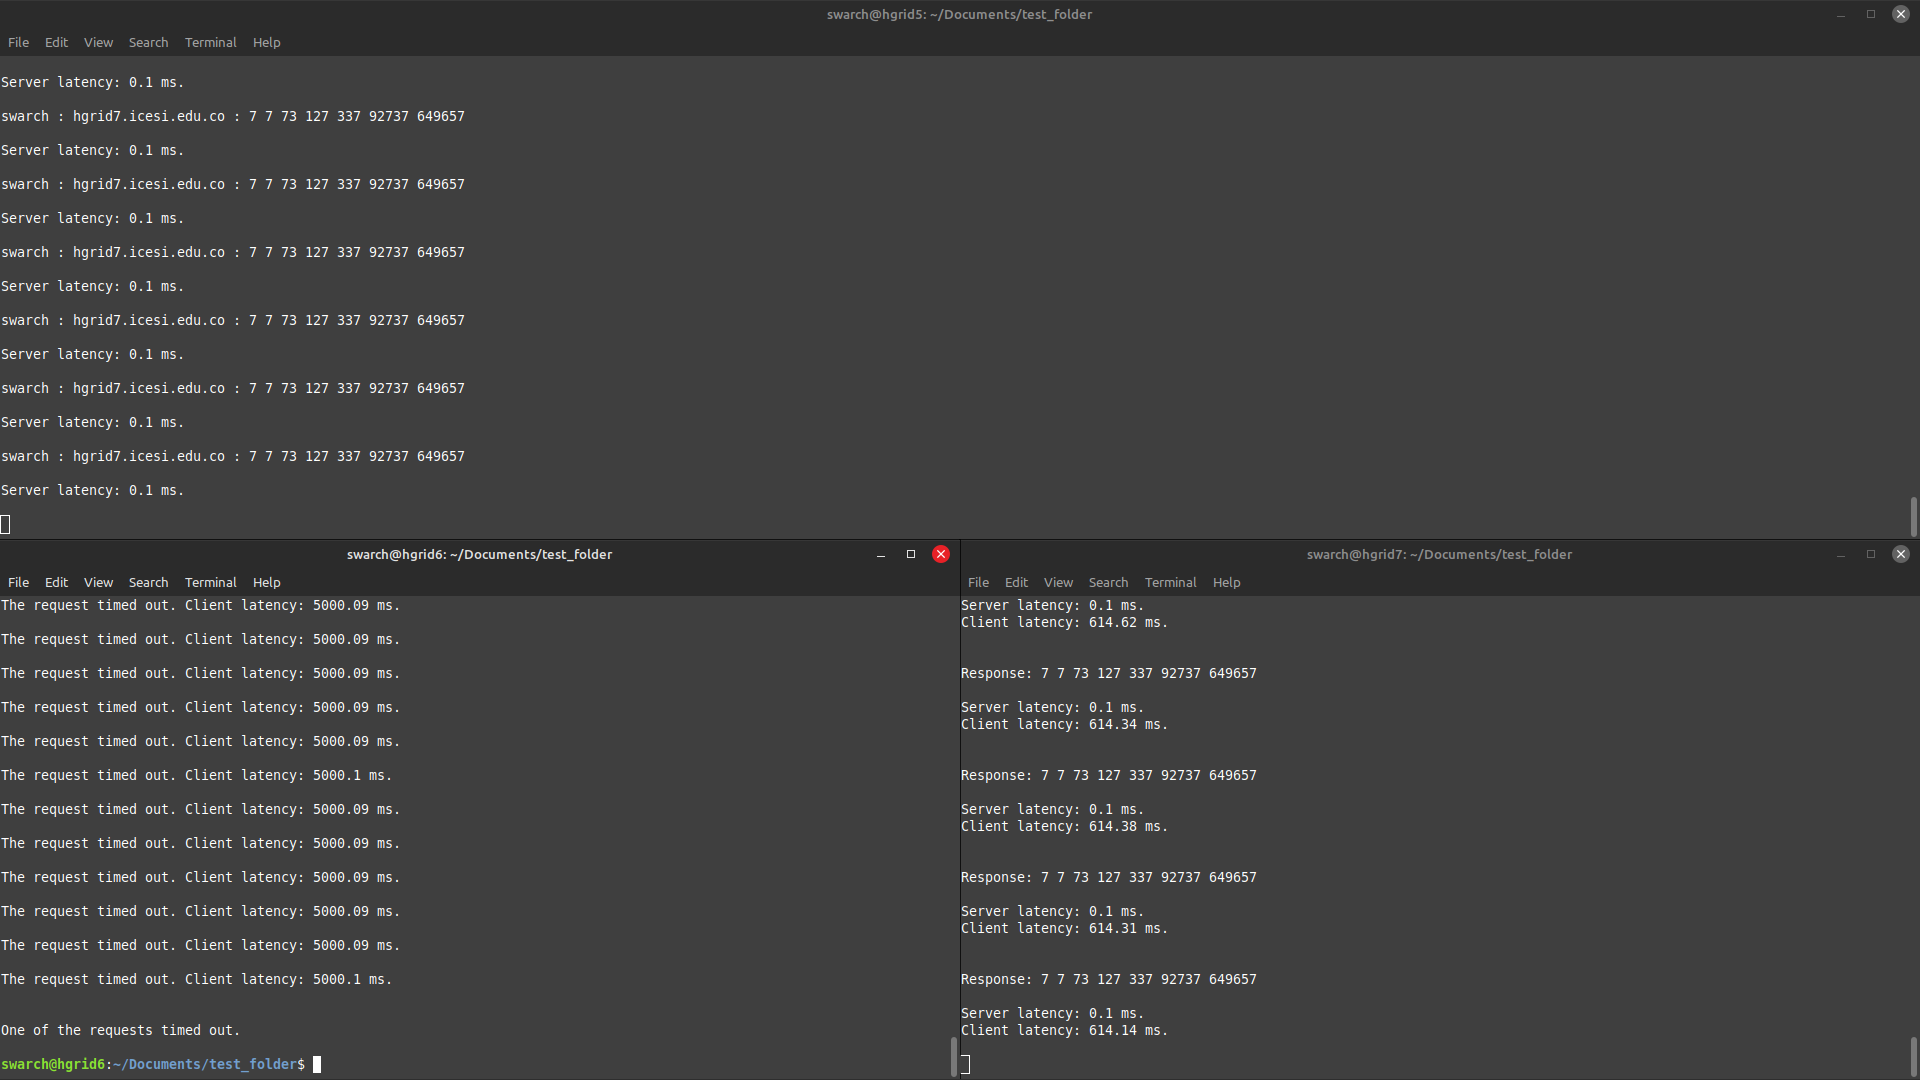 swarch@hgrid5: ~/Documents/test_folder
File Edit View Search Terminal Help
Server latency: 0.1 ms.
swarch : hgrid7.icesi.edu.co : 7 7 73 127 337 92737 649657
Server latency: 0.1 ms.
swarch : hgrid7.icesi.edu.co : 7 7 73 127 337 92737 649657
Server latency: 0.1 ms.
swarch : hgrid7.icesi.edu.co : 7 7 73 127 337 92737 649657
Server latency: 0.1 ms.
swarch : hgrid7.icesi.edu.co : 7 7 73 127 337 92737 649657
Server latency: 0.1 ms.
swarch : hgrid7.icesi.edu.co : 7 7 73 127 337 92737 649657
Server latency: 0.1 ms.
swarch : hgrid7.icesi.edu.co : 7 7 73 127 337 92737 649657
Server latency: 0.1 ms.
swarch@hgrid6: ~/Documents/test_folder
File Edit View Search Terminal Help
The request timed out. Client latency: 5000.09 ms.
The request timed out. Client latency: 5000.09 ms.
The request timed out. Client latency: 5000.09 ms.
The request timed out. Client latency: 5000.09 ms.
The request timed out. Client latency: 5000.09 ms.
The request timed out. Client latency: 5000.1 ms.
The request timed out. Client latency: 5000.09 ms.
The request timed out. Client latency: 5000.09 ms.
The request timed out. Client latency: 5000.09 ms.
The request timed out. Client latency: 5000.09 ms.
The request timed out. Client latency: 5000.09 ms.
The request timed out. Client latency: 5000.1 ms.
One of the requests timed out.
swarch@hgrid6:~/Documents/test_folder$
swarch@hgrid7: ~/Documents/test_folder
File Edit View Search Terminal Help
Server latency: 0.1 ms.
Client latency: 614.62 ms.
Response: 7 7 73 127 337 92737 649657
Server latency: 0.1 ms.
Client latency: 614.34 ms.
Response: 7 7 73 127 337 92737 649657
Server latency: 0.1 ms.
Client latency: 614.38 ms.
Response: 7 7 73 127 337 92737 649657
Server latency: 0.1 ms.
Client latency: 614.31 ms.
Response: 7 7 73 127 337 92737 649657
Server latency: 0.1 ms.
Client latency: 614.14 ms.